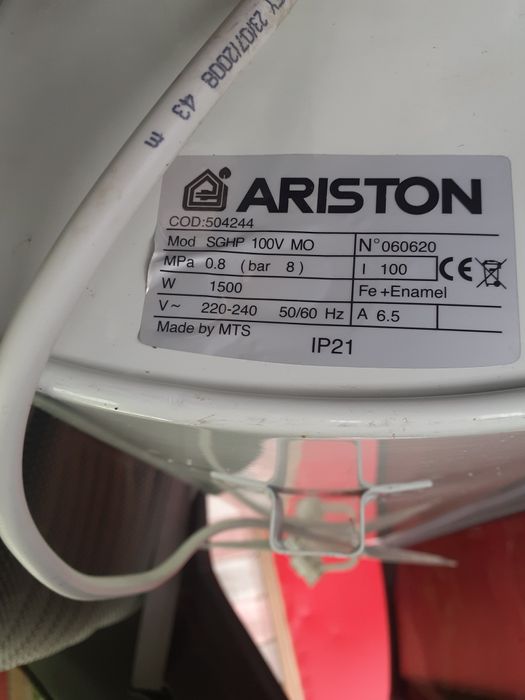 23/07/2008 43 m
ARISTON
COD:504244
Mod SGHP 100V MO N°060620
MPa 0.8 (bar 8) l 100 CE
W 1500 Fe +Enamel
V~ 220-240 50/60 Hz A 6.5
Made by MTS
IP21